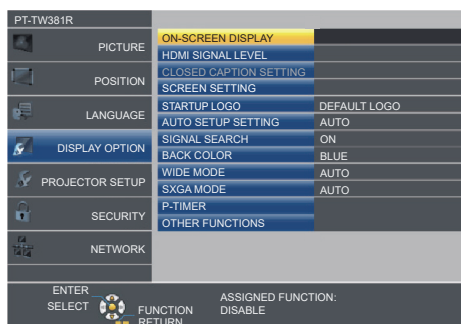 PT-TW381R
PICTURE
POSITION
LANGUAGE
DISPLAY OPTION
PROJECTOR SETUP
SECURITY
NETWORK
ON-SCREEN DISPLAY
HDMI SIGNAL LEVEL
CLOSED CAPTION SETTING
SCREEN SETTING
STARTUP LOGO DEFAULT LOGO
AUTO SETUP SETTING AUTO
SIGNAL SEARCH ON
BACK COLOR BLUE
WIDE MODE AUTO
SXGA MODE AUTO
P-TIMER
OTHER FUNCTIONS
ENTER
SELECT
FUNCTION
RETURN
ASSIGNED FUNCTION:
DISABLE